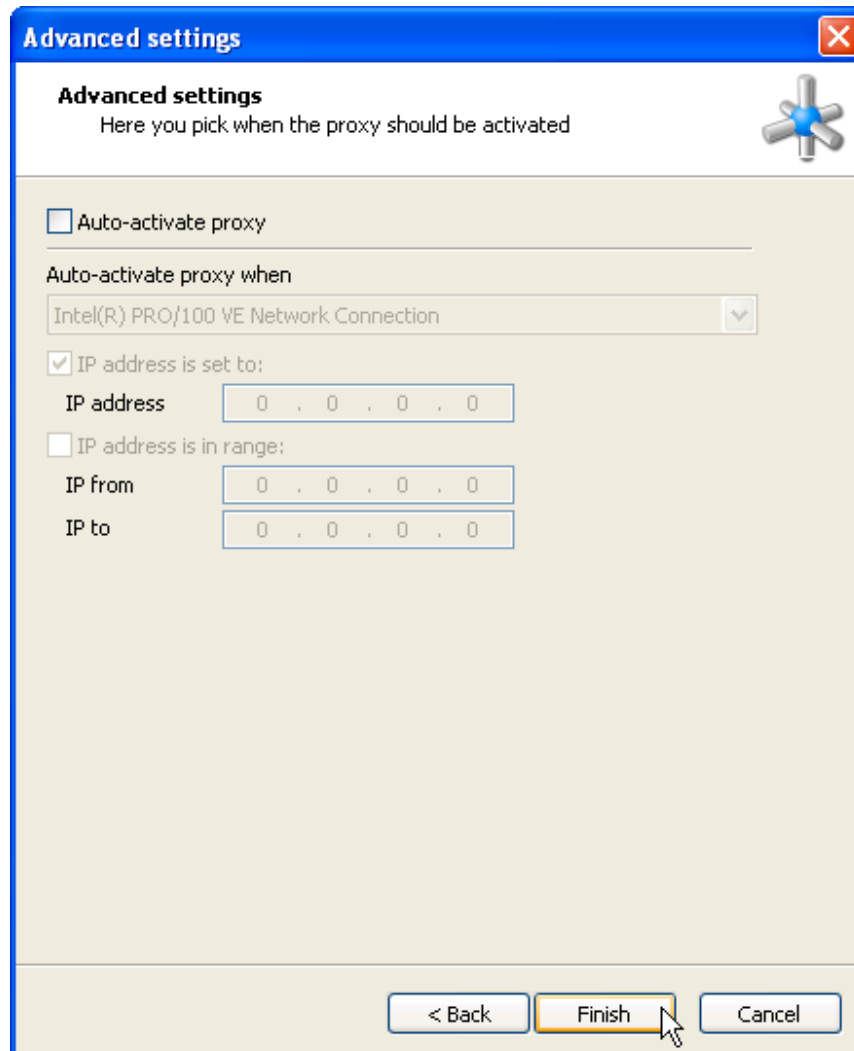 Advanced settings
Advanced settings
Here you pick when the proxy should be activated
Auto-activate proxy
Auto-activate proxy when
Intel(R) PRO/100 VE Network Connection
IP address is set to:
IP address 0 . 0 . 0 . 0
IP address is in range:
IP from 0 . 0 . 0 . 0
IP to 0 . 0 . 0 . 0
< Back Finish Cancel